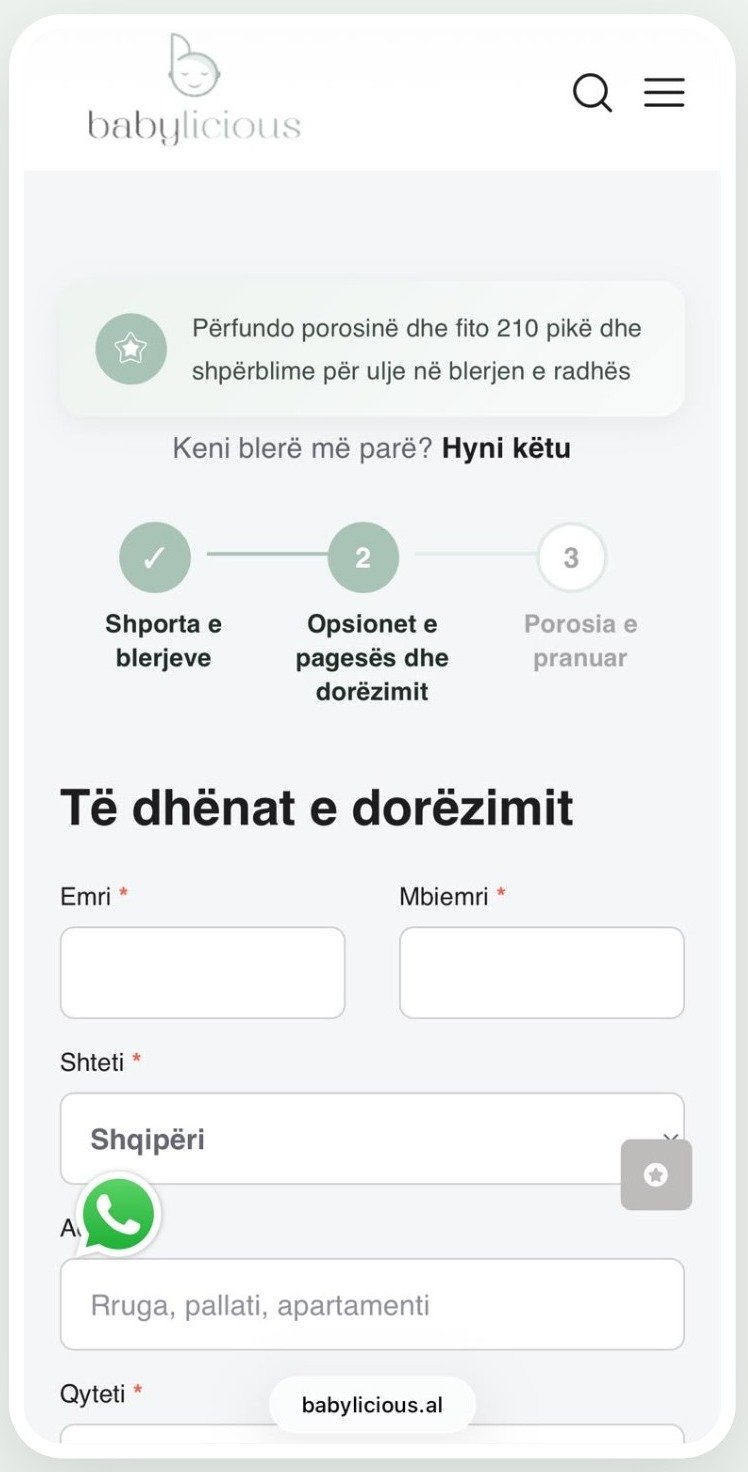 babylicious
Përfundo porosinë dhe fito 210 pikë dhe
shpërblime për ulje në blerjen e radhës
Keni blerë më parë? Hyni këtu
✓
2
3
Shporta e
blerjeve
Opsionet e
pagesës dhe
dorëzimit
Porosia e
pranuar
Të dhënat e dorëzimit
Emri *
Mbiemri *
Shteti *
Shqipëri
Rruga, pallati, apartamenti
Qyteti *
babylicious.al